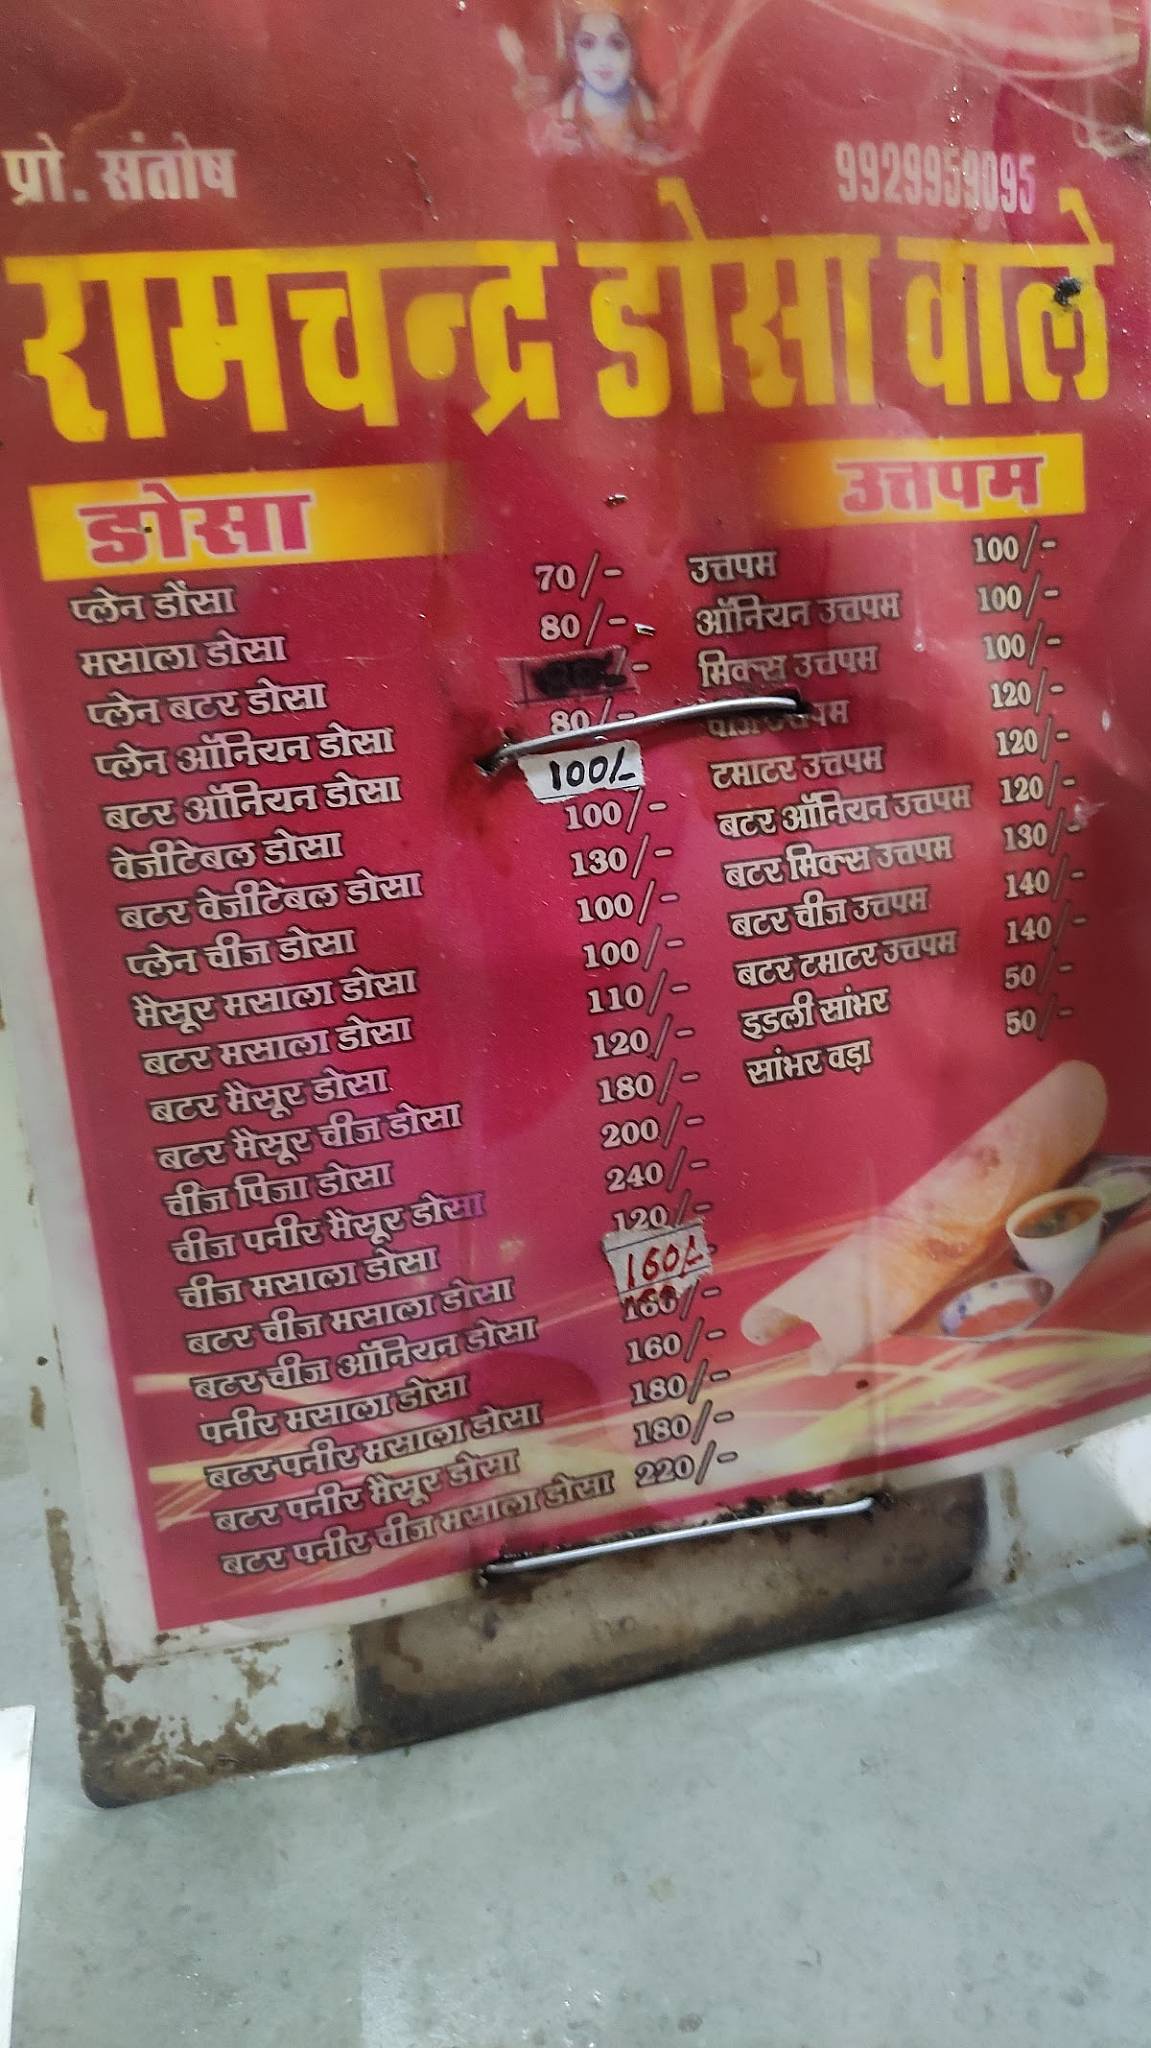 प्रो. संतोष 9929959095
रामचन्द्र डोसा वाले
डोसा
प्लेन डौंसा 70/-
मसाला डोसा 80/-
प्लेन बटर डोसा
प्लेन ऑनियन डोसा 80/-
बटर ऑनियन डोसा 100/-
वेजीटेबल डोसा 100/-
बटर वेजीटेबल डोसा 130/-
प्लेन चीज डोसा 100/-
मैसूर मसाला डोसा 100/-
बटर मसाला डोसा 110/-
बटर मैसूर डोसा 120/-
बटर मैसूर चीज डोसा 180/-
चीज पिजा डोसा 200/-
चीज पनीर मैसूर डोसा 240/-
चीज मसाला डोसा 120/-
बटर चीज मसाला डोसा 160/-
बटर चीज ऑनियन डोसा 160/-
पनीर मसाला डोसा 160/-
बटर पनीर मसाला डोसा 180/-
बटर पनीर मैसूर डोसा 180/-
बटर पनीर चीज मसाला डोसा 220/-
उत्तपम
उत्तपम 100/-
ऑनियन उत्तपम 100/-
मिक्स उत्तपम 100/-
चीज उत्तपम 120/-
टमाटर उत्तपम 120/-
बटर ऑनियन उत्तपम 120/-
बटर मिक्स उत्तपम 130/-
बटर चीज उत्तपम 140/-
बटर टमाटर उत्तपम 140/-
इडली सांभर 50/-
सांभर वड़ा 50/-